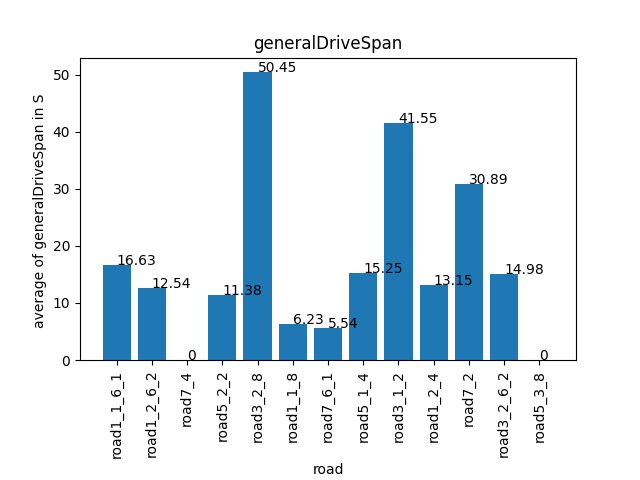 generalDriveSpan
average of generalDriveSpan in S
50
40
30
20
10
0
16.63
12.54
0
11.38
50.45
6.23
5.54
15.25
41.55
13.15
30.89
14.98
0
road1_1_6_1
road1_2_6_2
road7_4
road5_2_2
road3_2_8
road1_1_8
road7_6_1
road5_1_4
road3_1_2
road1_2_4
road7_2
road3_2_6_2
road5_3_8
road